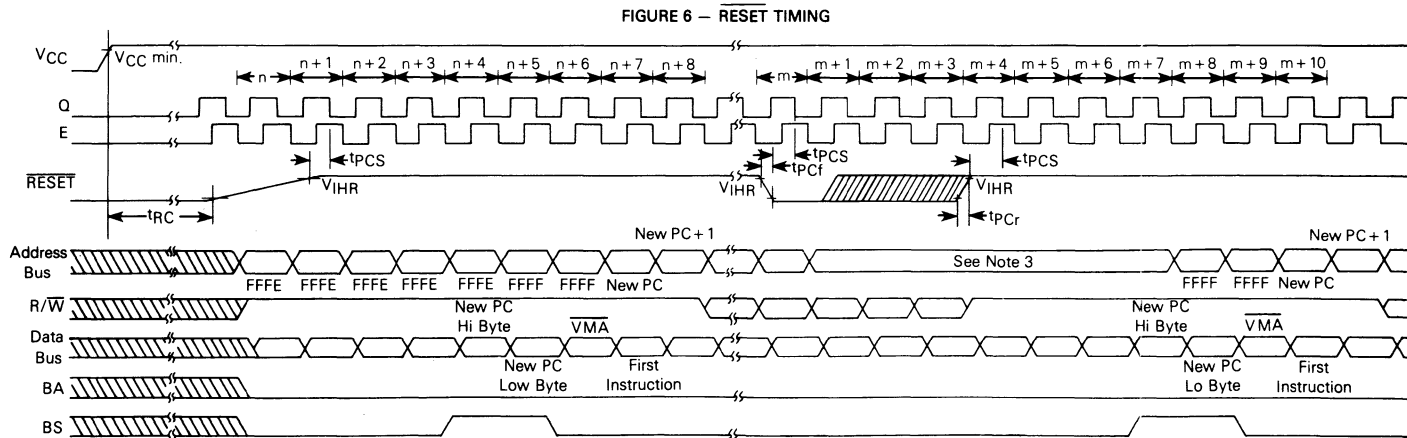 FIGURE 6 — RESET TIMING
VCC
VCC min.
n n+1 n+2 n+3 n+4 n+5 n+6 n+7 n+8 m m+1 m+2 m+3 m+4 m+5 m+6 m+7 m+8 m+9 m+10
Q
E
tPCS tPCS tPCf tPCS
RESET VIHR VIHR VIHR
tRC tPCr
New PC+1 New PC+1
Address Bus See Note 3
FFFE FFFE FFFE FFFE FFFE FFFF FFFF New PC FFFF FFFF New PC
R/W New PC Hi Byte VMA New PC Hi Byte VMA
Data Bus
New PC Low Byte First Instruction New PC Lo Byte First Instruction
BA
BS